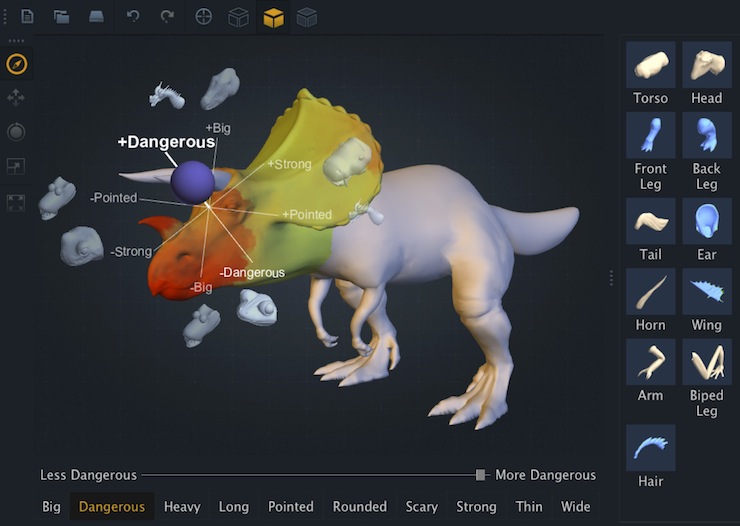 +Big
+Dangerous
+Strong
-Pointed
+Pointed
-Strong
-Dangerous
-Big
Less Dangerous
More Dangerous
Big Dangerous Heavy Long Pointed Rounded Scary Strong Thin Wide
Torso Head
Front Back
Leg Leg
Tail Ear
Horn Wing
Arm Biped
Leg
Hair